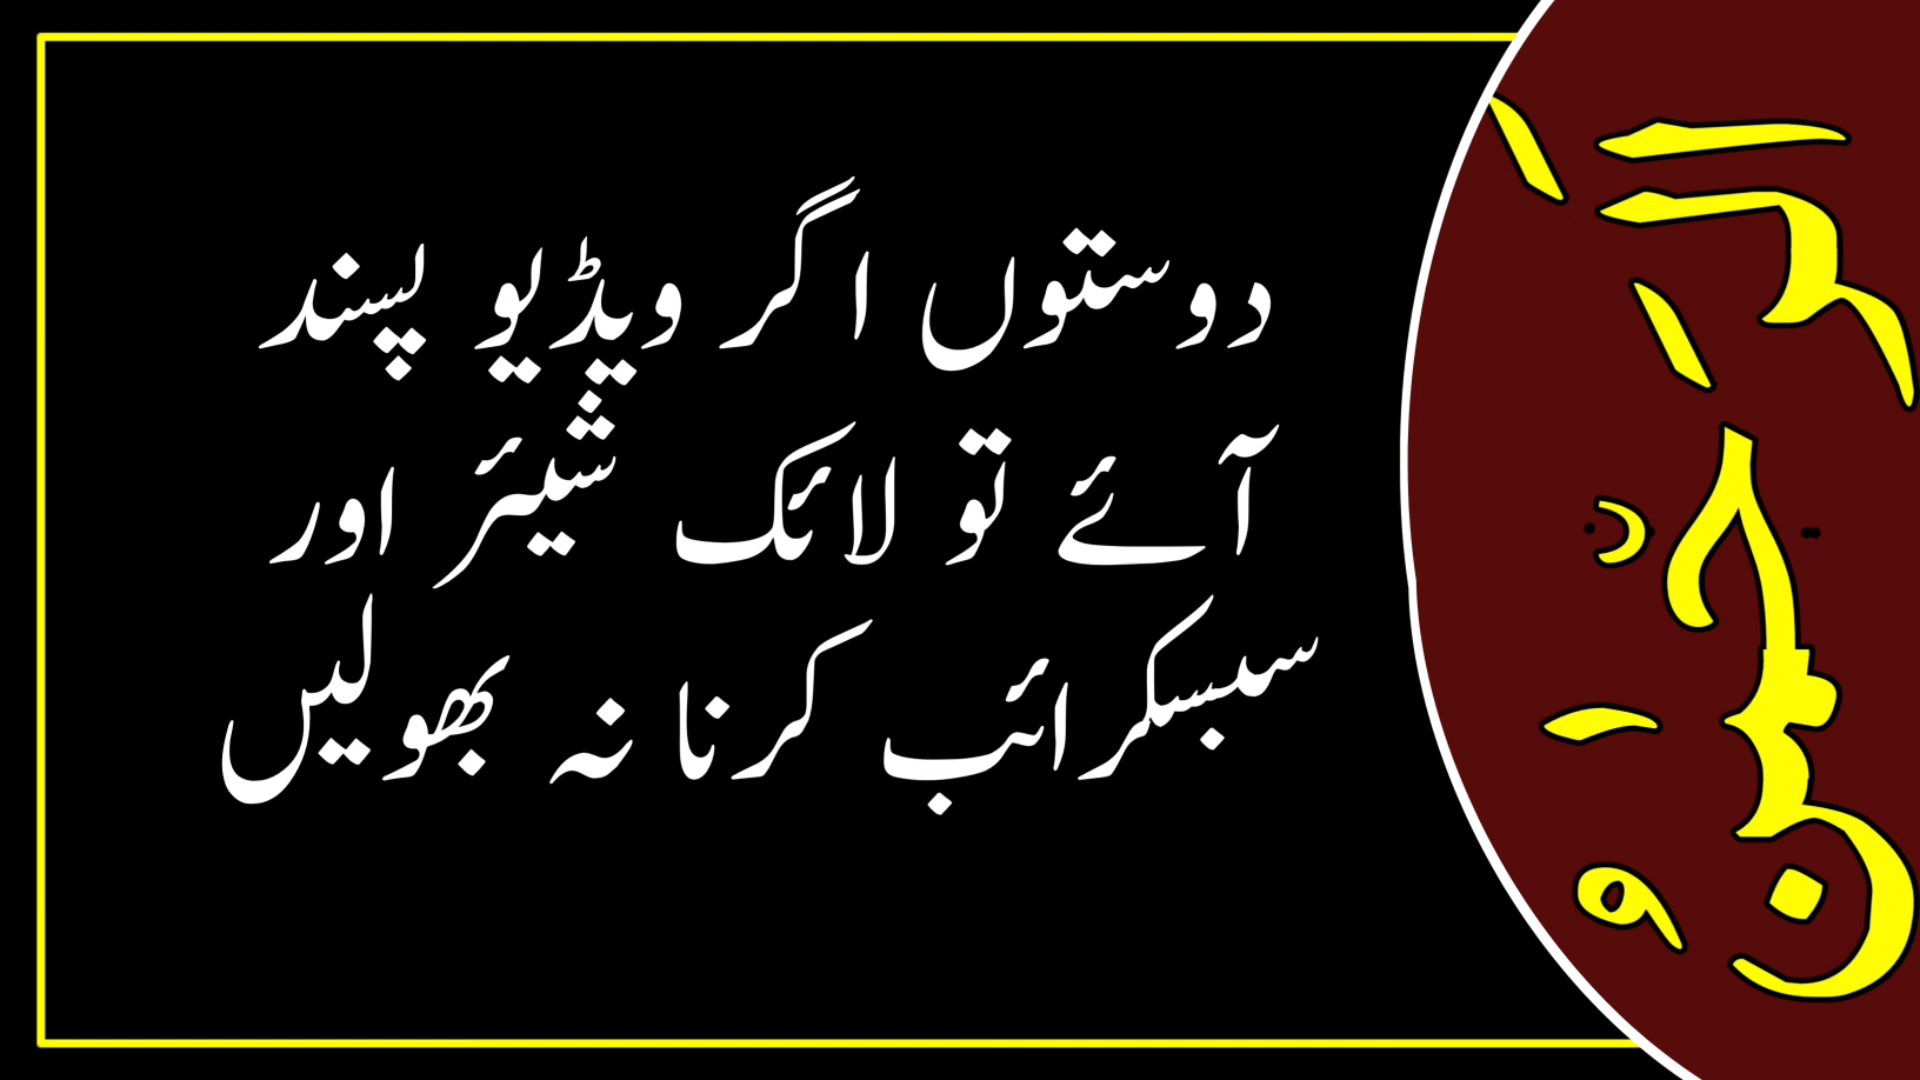 دوستوں اگر ویڈیو پسند
آئے تو لائک شیئر اور
سبسکرائب کرنا نہ بھولیں